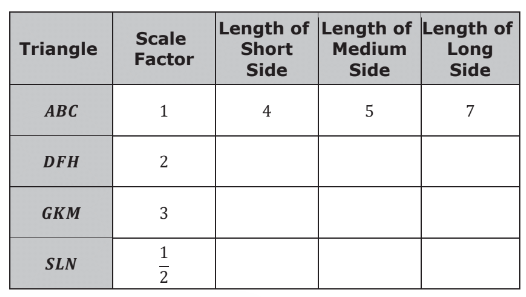 Triangle
Scale
Factor
Length of
Short
Side
Length of
Medium
Side
Length of
Long
Side
ABC 1 4 5 7
DFH 2
GKM 3
SLN 1/2